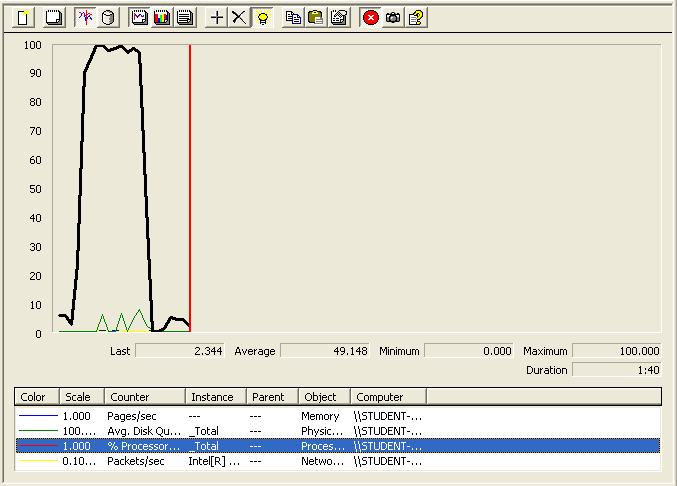 100
90
80
70
60
50
40
30
20
10
0
Last 2.344 Average 49.148 Minimum 0.000 Maximum 100.000
Duration 1:40
Color Scale Counter Instance Parent Object Computer
1.000 Pages/sec --- --- Memory \\STUDENT-...
100.... Avg. Disk Qu... _Total --- Physic... \\STUDENT-...
1.000 % Processor... _Total --- Proces... \\STUDENT-...
0.10... Packets/sec Intel[R] ... --- Netwo... \\STUDENT-...